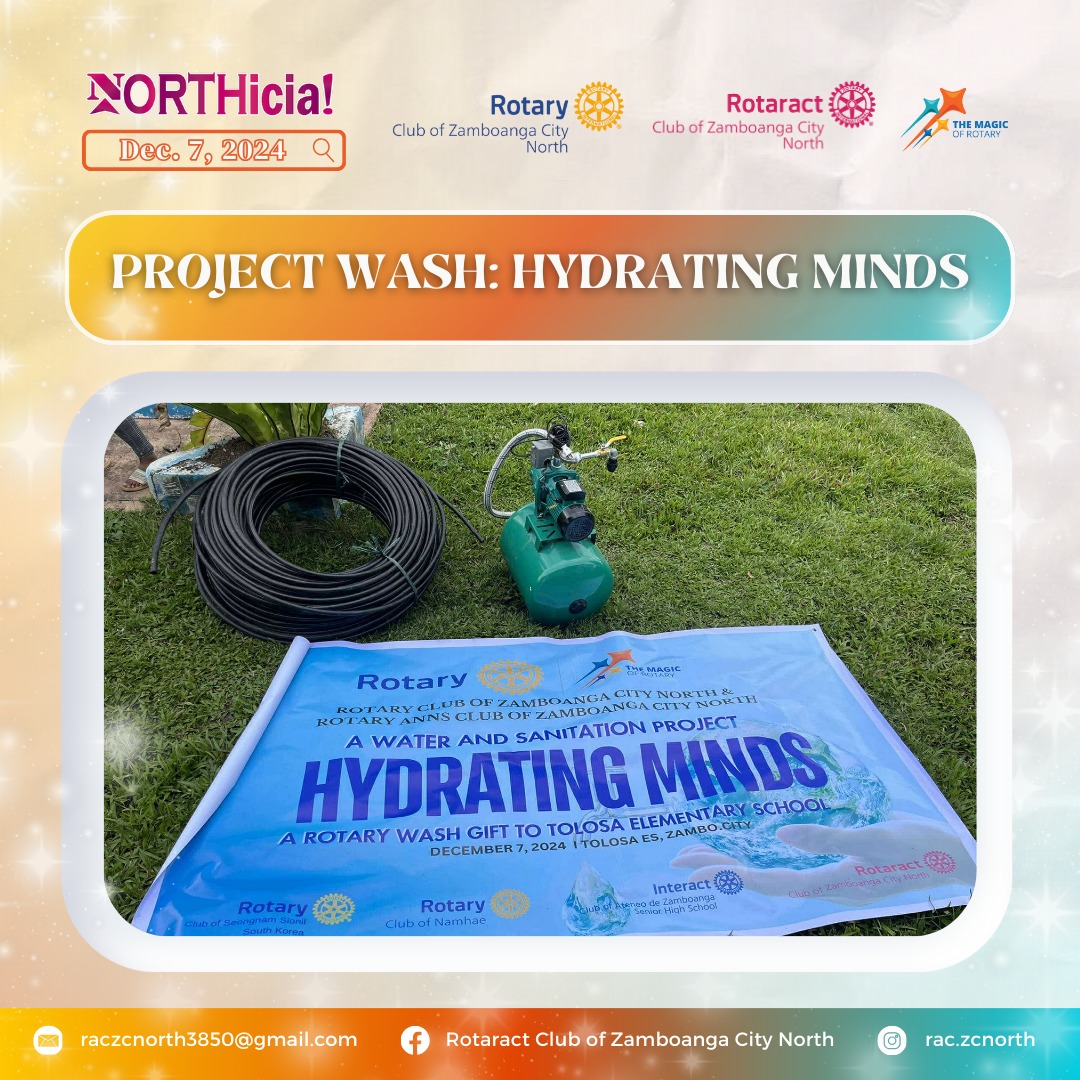 NORTHicia!
Dec. 7, 2024
Rotary
Club of Zamboanga City
North
Rotaract
Club of Zamboanga City
North
THE MAGIC
OF ROTARY
PROJECT WASH: HYDRATING MINDS
Rotary
THE MAGIC
OF ROTARY
ROTARY CLUB OF ZAMBOANGA CITY NORTH &
ROTARY ANNS CLUB OF ZAMBOANGA CITY NORTH
A WATER AND SANITATION PROJECT
HYDRATING MINDS
A ROTARY WASH GIFT TO TOLOSA ELEMENTARY SCHOOL
DECEMBER 7, 2024 | TOLOSA ES, ZAMBO.CITY
Rotary
Club of Seongnam Sionil
South Korea
Rotary
Club of Namhae
Interact
Club of Ateneo de Zamboanga
Senior High School
Rotaract
Club of Zamboanga City North
raczcnorth3850@gmail.com
Rotaract Club of Zamboanga City North
rac.zcnorth